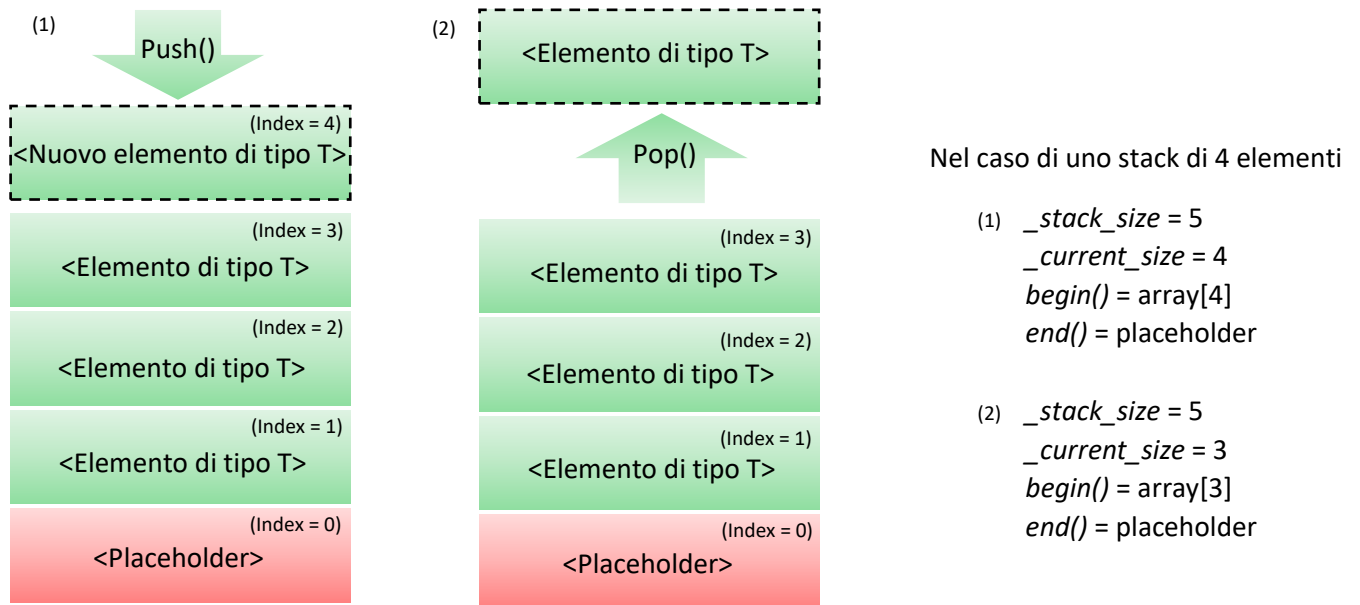 (1)
Push()
(Index = 4)
<Nuovo elemento di tipo T>
(Index = 3)
<Elemento di tipo T>
(Index = 2)
<Elemento di tipo T>
(Index = 1)
<Elemento di tipo T>
(Index = 0)
<Placeholder>
(2)
<Elemento di tipo T>
Pop()
(Index = 3)
<Elemento di tipo T>
(Index = 2)
<Elemento di tipo T>
(Index = 1)
<Elemento di tipo T>
(Index = 0)
<Placeholder>
Nel caso di uno stack di 4 elementi
(1) _stack_size = 5
_current_size = 4
begin() = array[4]
end() = placeholder
(2) _stack_size = 5
_current_size = 3
begin() = array[3]
end() = placeholder